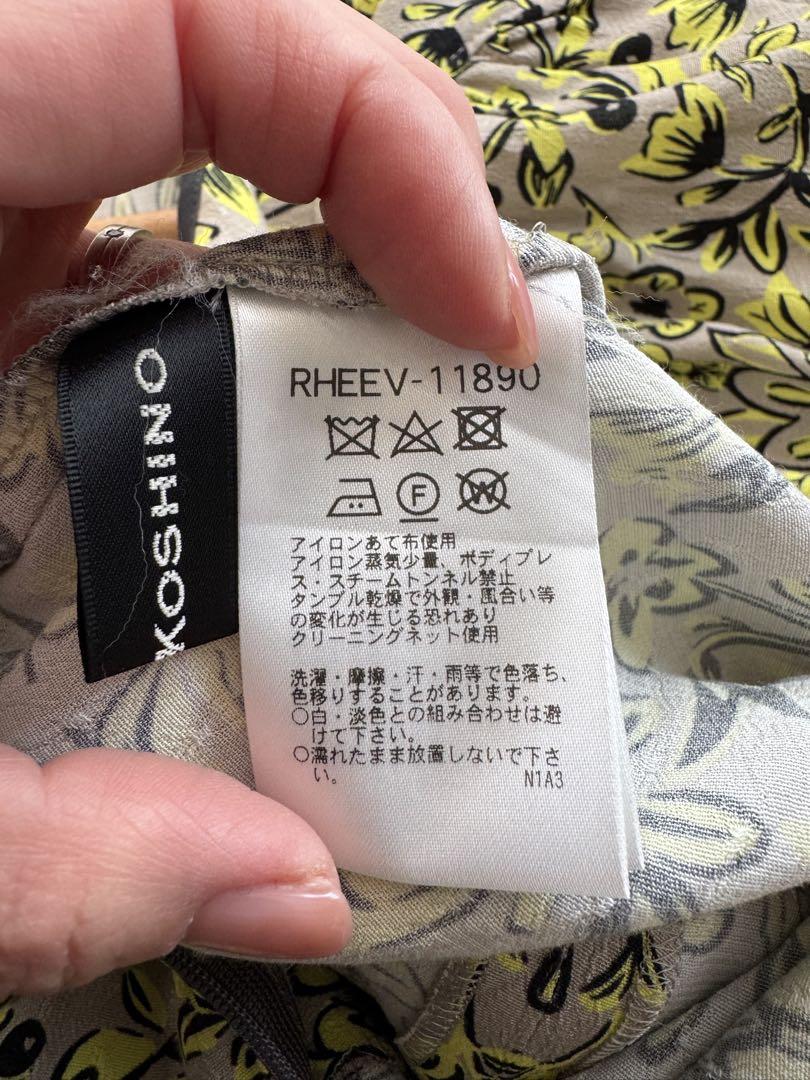 KOSHINO
RHEEV-11890
F
W
アイロンあて布使用
アイロン蒸気少量、ボディプレ
ス・スチームトンネル禁止
タンブル乾燥で外観・風合い等
の変化が生じる恐れあり
クリーニングネット使用
洗濯・摩擦・汗・雨等で色落ち、
色移りすることがあります。
○白・淡色との組み合わせは避
けて下さい。
○濡れたまま放置しないで下さ
い。
N1A3